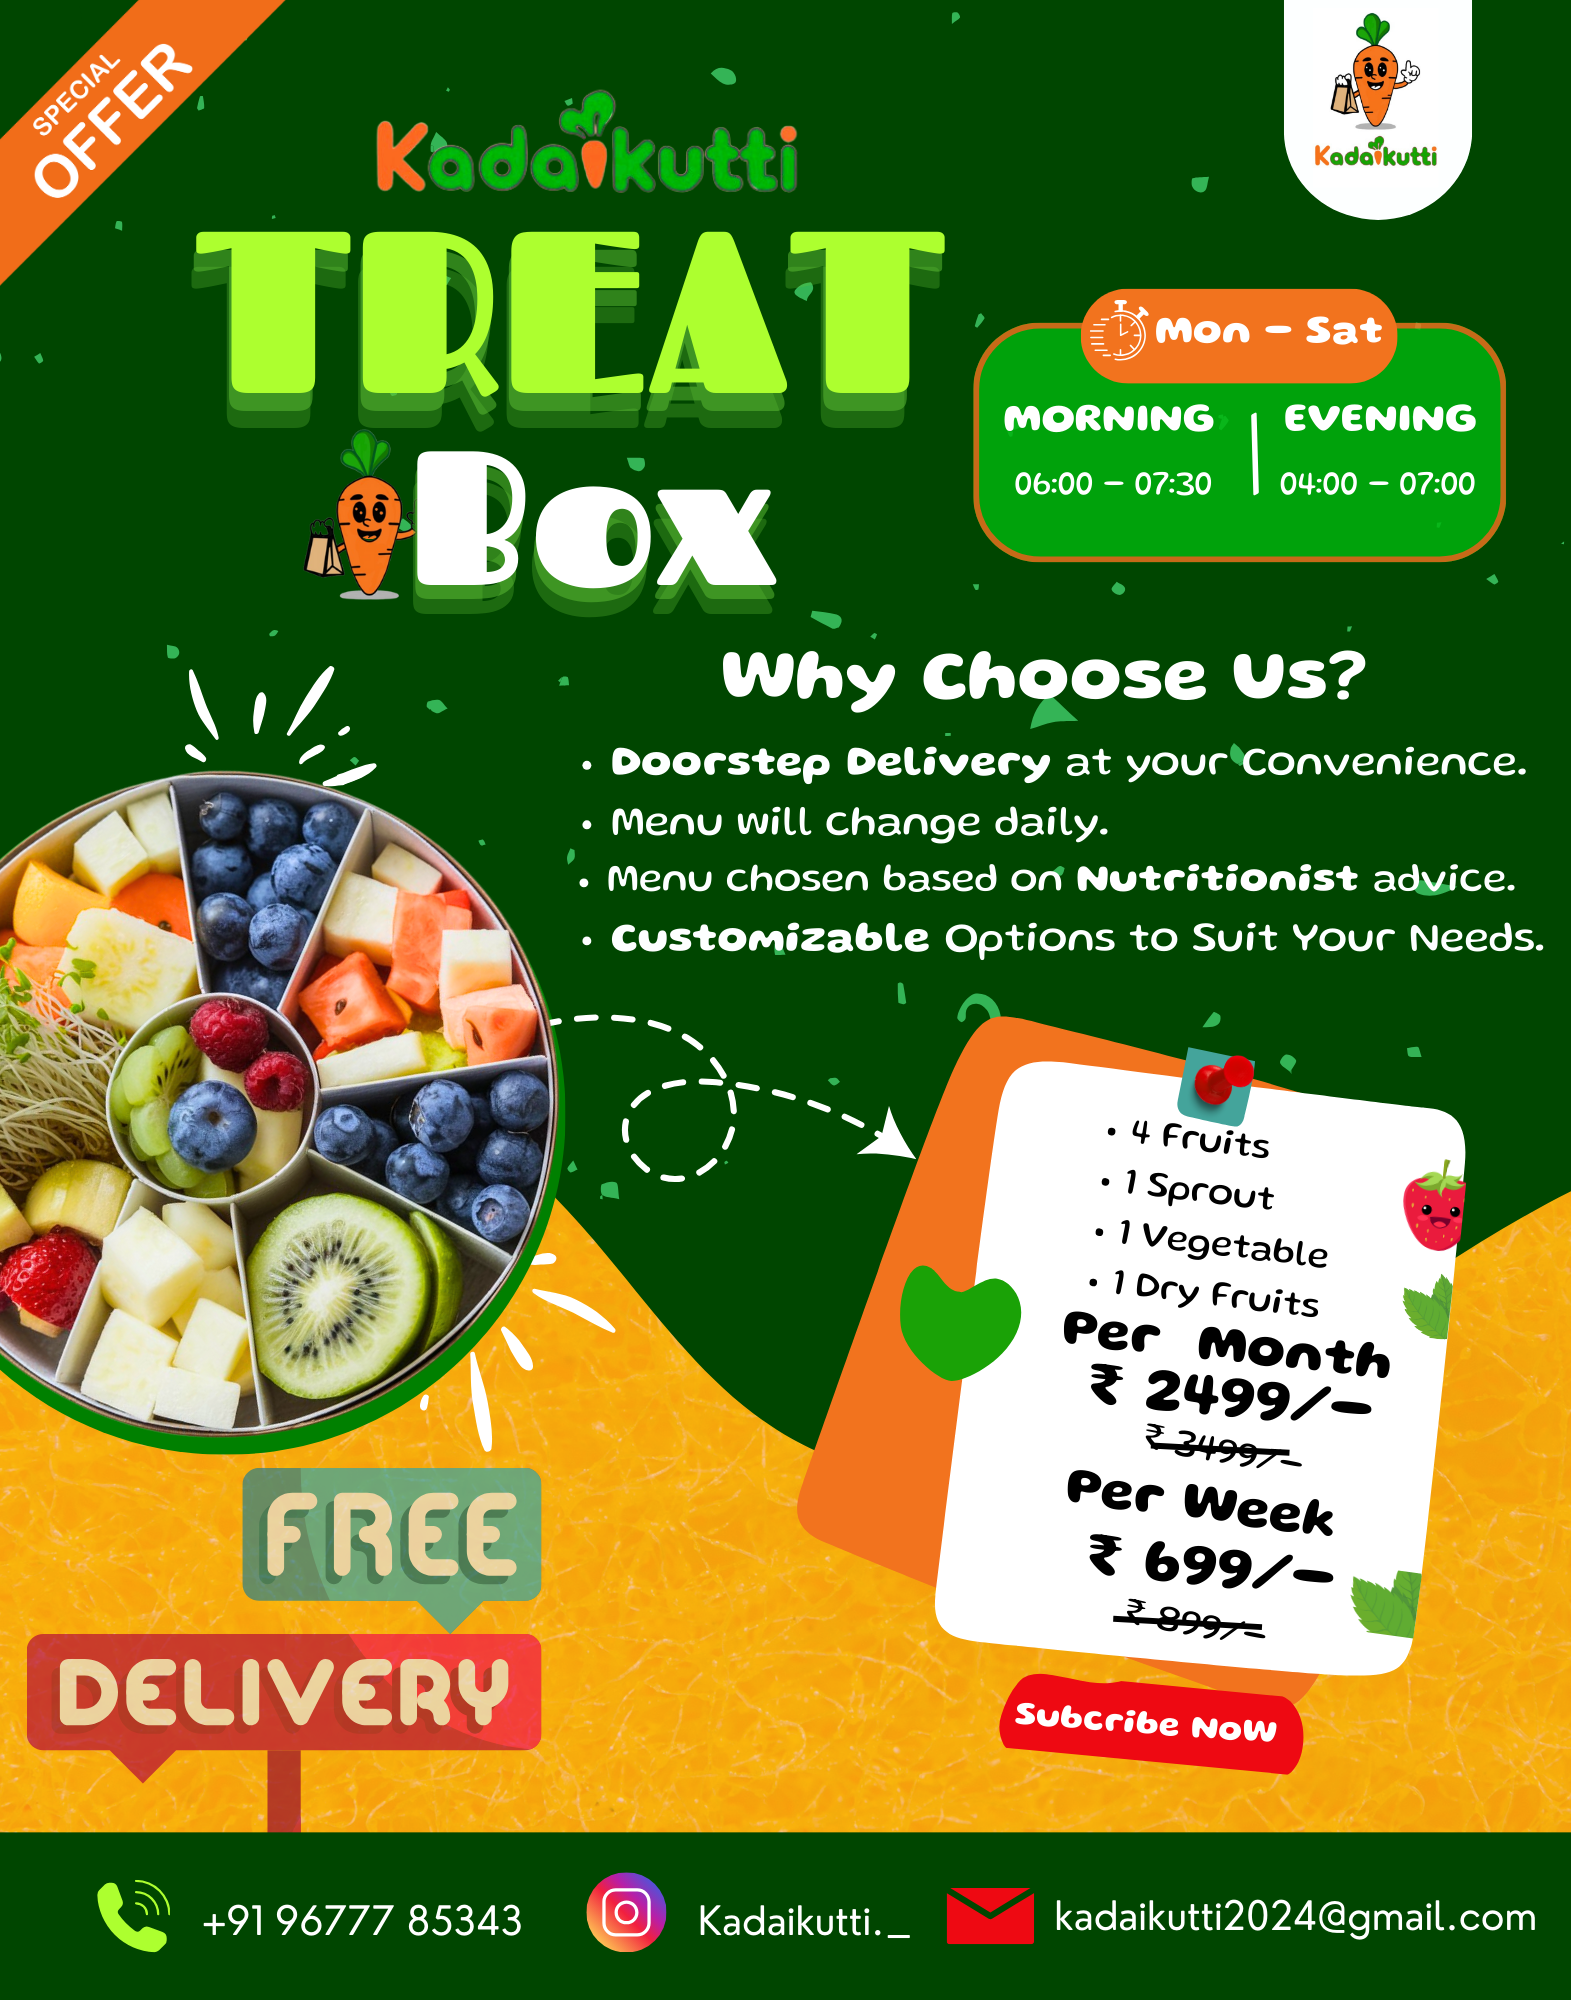 SPECIAL
OFFER
Kadaikutti
Kadaikutti
TREAT
Box
Mon - Sat
MORNING | EVENING
06:00 - 07:30 04:00 - 07:00
Why Choose Us?
• Doorstep Delivery at your Convenience.
• Menu will change daily.
• Menu chosen based on Nutritionist advice.
• Customizable Options to Suit Your Needs.
• 4 Fruits
• 1 Sprout
• 1 Vegetable
• 1 Dry Fruits
Per Month
₹ 2499/-
₹ 3499/-
Per Week
₹ 699/-
₹ 899/-
Subcribe Now
FREE
DELIVERY
+91 96777 85343
Kadaikutti._
kadaikutti2024@gmail.com